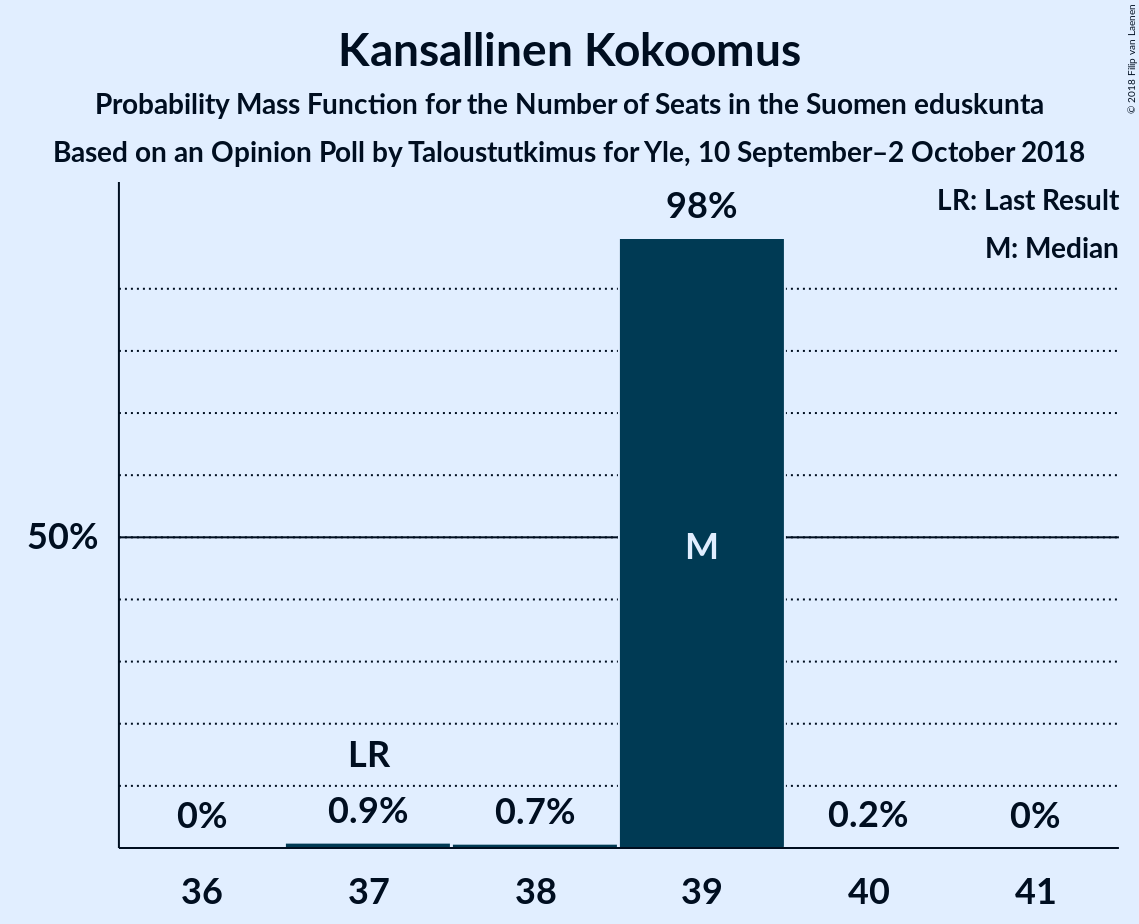 Kansallinen Kokoomus
Probability Mass Function for the Number of Seats in the Suomen eduskunta
Based on an Opinion Poll by Taloustutkimus for Yle, 10 September–2 October 2018
© 2018 Filip van Laenen
LR: Last Result
M: Median
98%
50%
M
LR
0%
0.9%
0.7%
0.2%
0%
36
37
38
39
40
41